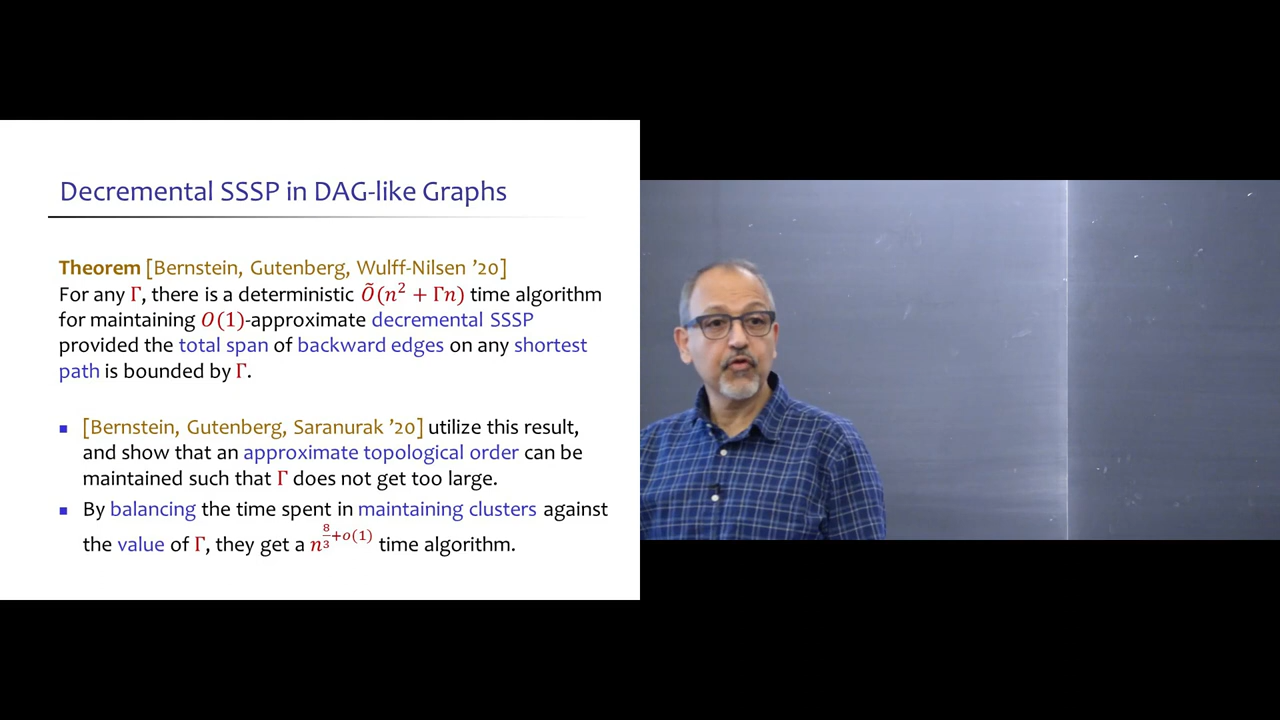 Decremental SSSP in DAG-like Graphs
Theorem [Bernstein, Gutenberg, Wulff-Nilsen ’20]
For any Γ, there is a deterministic Õ(n² + Γn) time algorithm
for maintaining O(1)-approximate decremental SSSP
provided the total span of backward edges on any shortest
path is bounded by Γ.
▪ [Bernstein, Gutenberg, Saranurak ’20] utilize this result,
and show that an approximate topological order can be
maintained such that Γ does not get too large.
▪ By balancing the time spent in maintaining clusters against
the value of Γ, they get a n^{8/3+o(1)} time algorithm.